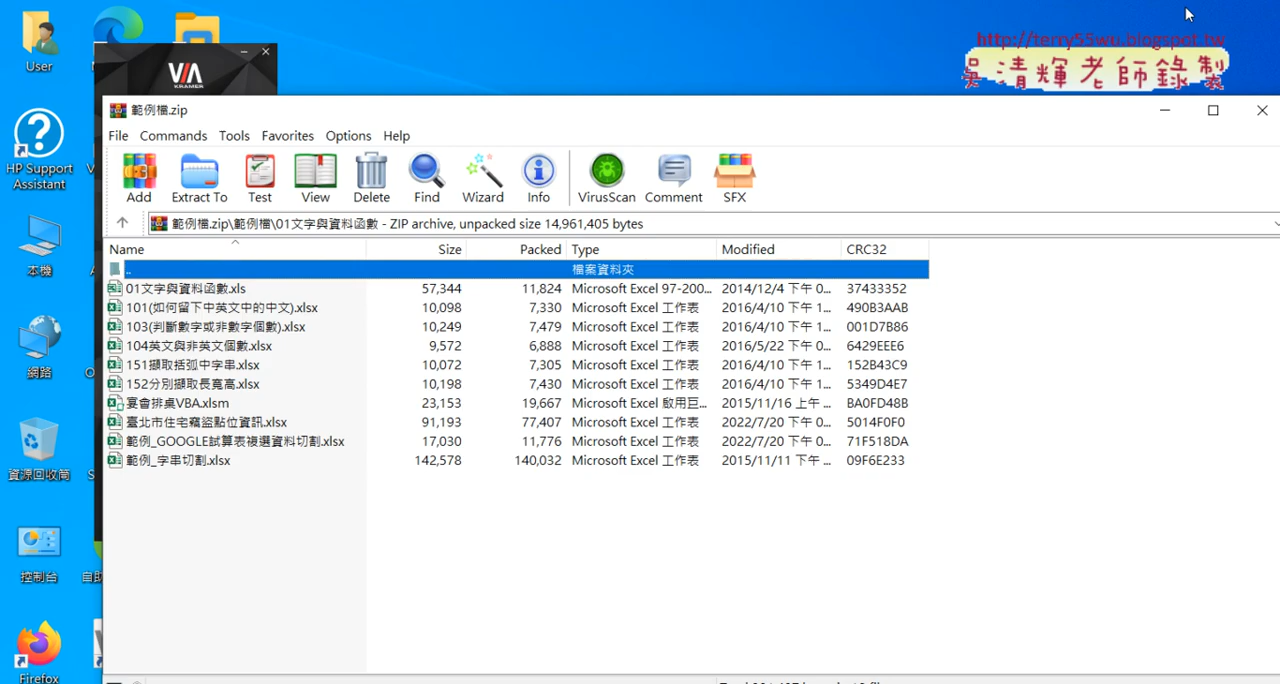 http://terry55wu.blogspot.tw
吳清輝老師錄製
User
VIA
KRAMER
HP Support
Assistant
本機
網路
資源回收筒
控制台
自助
Firefox
範例檔.zip
File Commands Tools Favorites Options Help
Add Extract To Test View Delete Find Wizard Info VirusScan Comment SFX
範例檔.zip\範例檔\01文字與資料函數 - ZIP archive, unpacked size 14,961,405 bytes
Name Size Packed Type Modified CRC32
.. 檔案資料夾
01文字與資料函數.xls 57,344 11,824 Microsoft Excel 97-200... 2014/12/4 下午 0... 37433352
101(如何留下中英文中的中文).xlsx 10,098 7,330 Microsoft Excel 工作表 2016/4/10 下午 1... 490B3AAB
103(判斷數字或非數字個數).xlsx 10,249 7,479 Microsoft Excel 工作表 2016/4/10 下午 1... 001D7B86
104英文與非英文個數.xlsx 9,572 6,888 Microsoft Excel 工作表 2016/5/22 下午 0... 6429EEE6
151擷取括弧中字串.xlsx 10,072 7,305 Microsoft Excel 工作表 2016/4/10 下午 1... 152B43C9
152分別擷取長寬高.xlsx 10,198 7,430 Microsoft Excel 工作表 2016/4/10 下午 1... 5349D4E7
宴會排桌VBA.xlsm 23,153 19,667 Microsoft Excel 啟用巨... 2015/11/16 上午 ... BA0FD48B
臺北市住宅竊盜點位資訊.xlsx 91,193 77,407 Microsoft Excel 工作表 2022/7/20 下午 0... 5014F0F0
範例_GOOGLE試算表複選資料切割.xlsx 17,030 11,776 Microsoft Excel 工作表 2022/7/20 下午 0... 71F518DA
範例_字串切割.xlsx 142,578 140,032 Microsoft Excel 工作表 2015/11/11 下午 ... 09F6E233